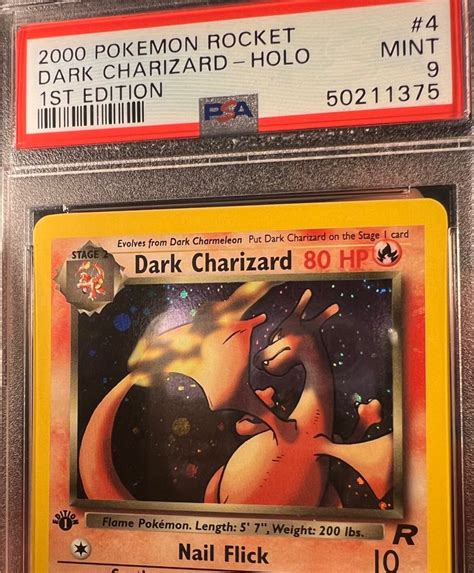 2000 POKEMON ROCKET #4
DARK CHARIZARD – HOLO MINT
1ST EDITION 9
PSA 50211375
Evolves from Dark Charmeleon Put Dark Charizard on the Stage 1 card
STAGE 2
Dark Charizard 80 HP
EDITION
1
Flame Pokémon. Length: 5' 7", Weight: 200 lbs.
R
Nail Flick 10